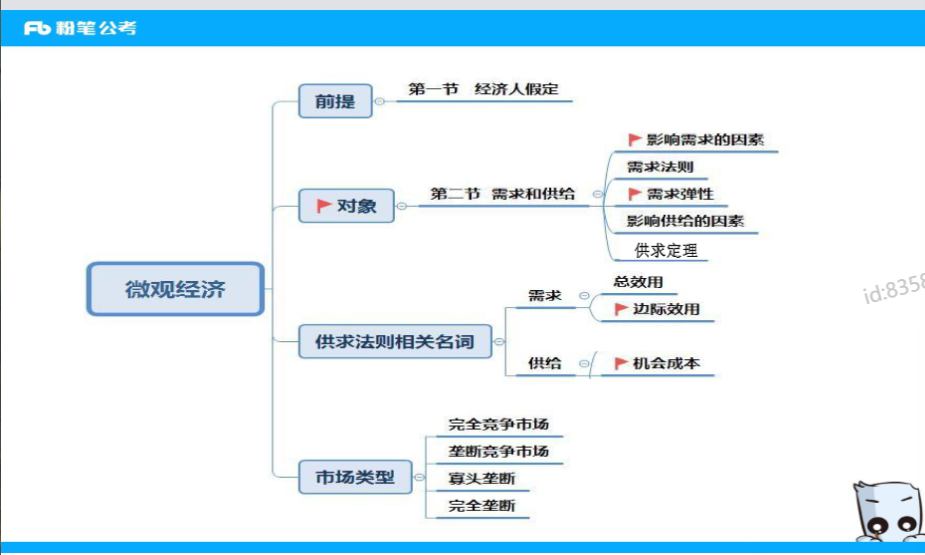 粉笔公考
前提
第一节 经济人假定
影响需求的因素
需求法则
对象
第二节 需求和供给
需求弹性
影响供给的因素
供求定理
微观经济
id:8358
总效用
需求
边际效用
供求法则相关名词
供给
机会成本
完全竞争市场
垄断竞争市场
市场类型
寡头垄断
完全垄断